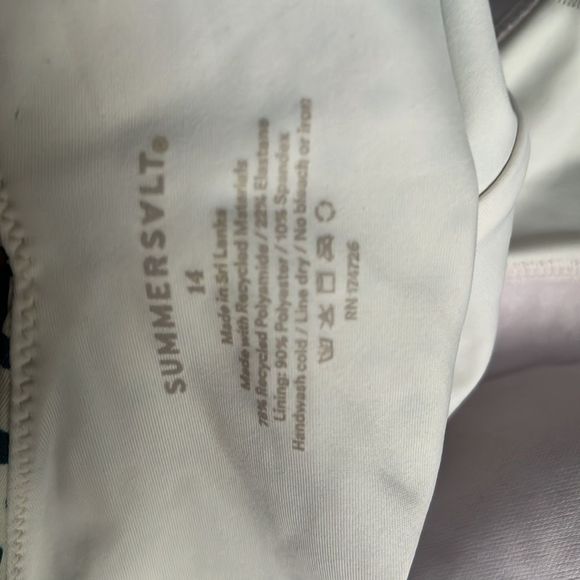 SUMMERSALT®
14
Made in Sri Lanka
Made with Recycled Materials
78% Recycled Polyamide / 22% Elastane
Lining: 90% Polyester / 10% Spandex
Handwash cold / Line dry / No bleach or iron
RN 174726